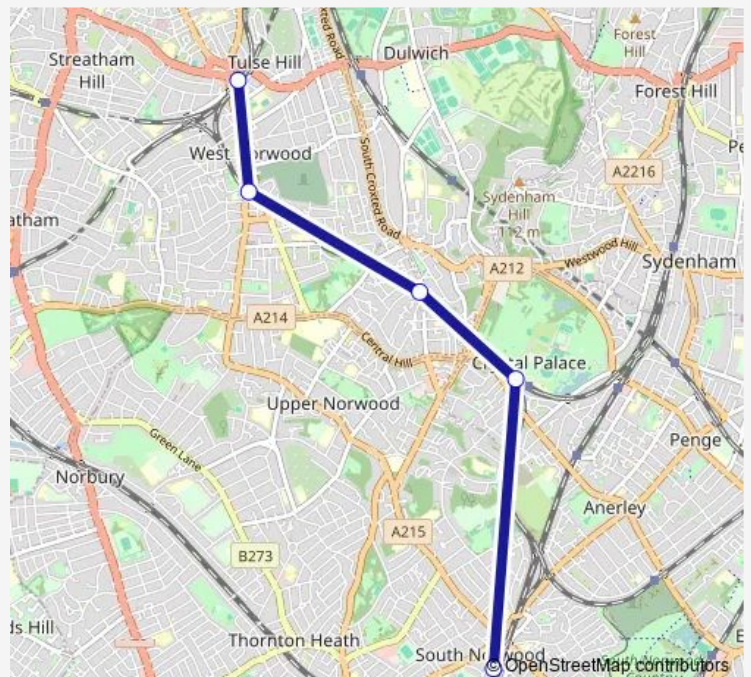 Forest
Hill
Streatham
Hill
Tulse Hill
Dulwich
Forest Hill
West Norwood
South Croxted Road
A2216
Sydenham
Hill
112 m
A212
Westwood Hill
Sydenham
A214
Central Hill
Crystal Palace
Upper Norwood
Green Lane
Penge
Norbury
Anerley
A215
B273
Thornton Heath
South Norwood
© OpenStreetMap contributors